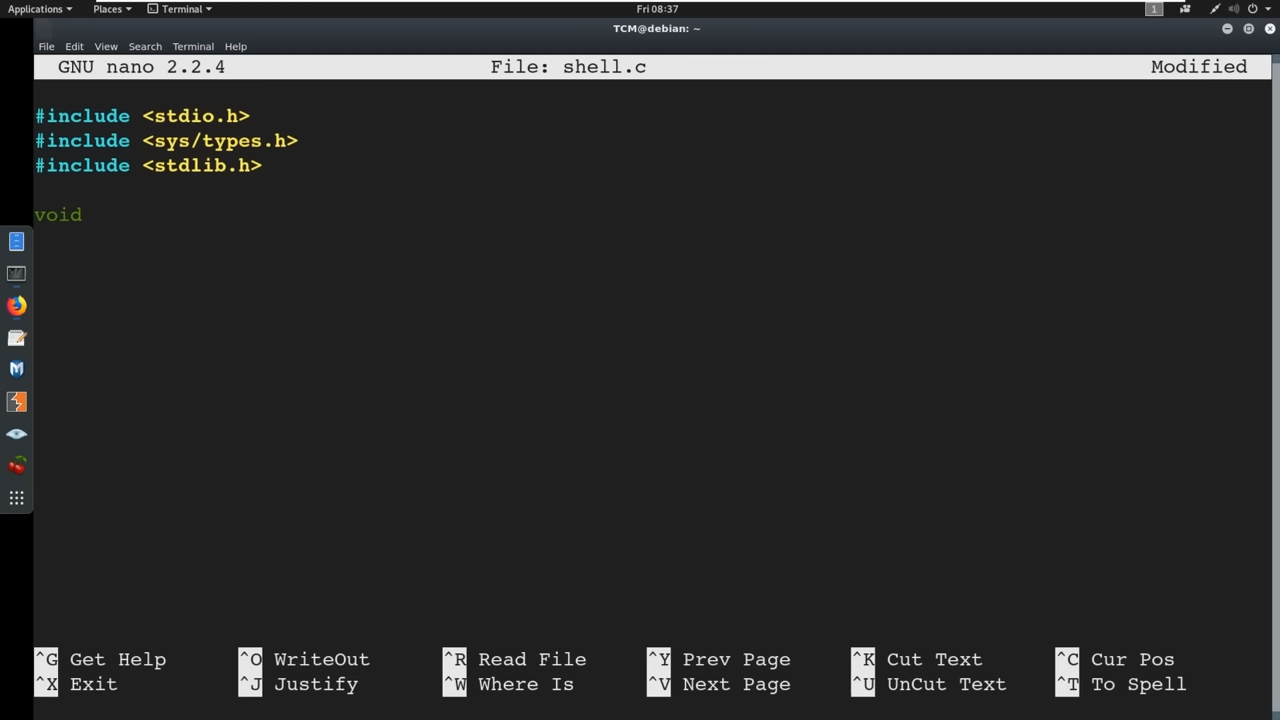 Applications Places Terminal Fri 08:37 1
TCM@debian: ~
File Edit View Search Terminal Help
GNU nano 2.2.4 File: shell.c Modified
#include <stdio.h>
#include <sys/types.h>
#include <stdlib.h>
void
^G Get Help ^O WriteOut ^R Read File ^Y Prev Page ^K Cut Text ^C Cur Pos
^X Exit ^J Justify ^W Where Is ^V Next Page ^U UnCut Text ^T To Spell